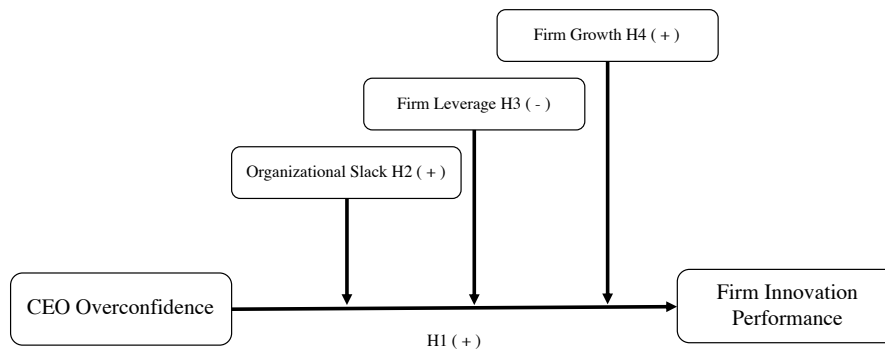 Firm Growth H4 ( + )
Firm Leverage H3 ( - )
Organizational Slack H2 ( + )
CEO Overconfidence
Firm Innovation
Performance
H1 ( + )